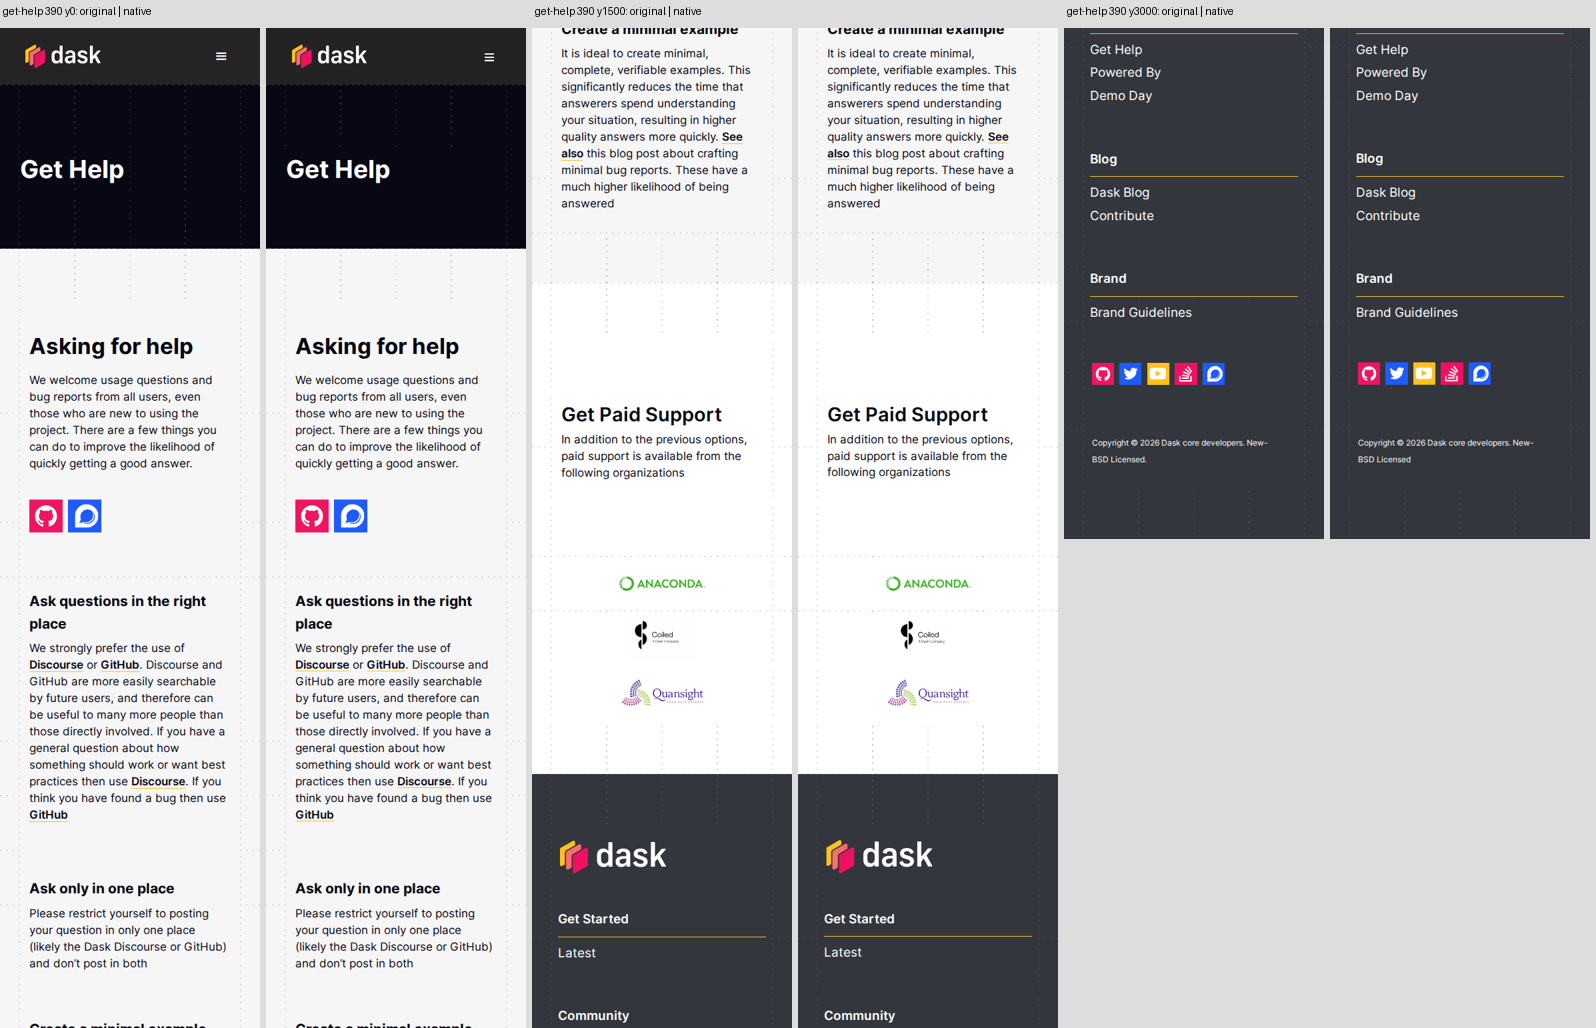 get-help 390 y0: original | native
dask
Get Help
Asking for help
We welcome usage questions and
bug reports from all users, even
those who are new to using the
project. There are a few things you
can do to improve the likelihood of
quickly getting a good answer.
Ask questions in the right
place
We strongly prefer the use of
Discourse or GitHub. Discourse and
GitHub are more easily searchable
by future users, and therefore can
be useful to many more people than
those directly involved. If you have a
general question about how
something should work or want best
practices then use Discourse. If you
think you have found a bug then use
GitHub
Ask only in one place
Please restrict yourself to posting
your question in only one place
(likely the Dask Discourse or GitHub)
and don't post in both
Create a minimal example
dask
Get Help
Asking for help
We welcome usage questions and
bug reports from all users, even
those who are new to using the
project. There are a few things you
can do to improve the likelihood of
quickly getting a good answer.
Ask questions in the right
place
We strongly prefer the use of
Discourse or GitHub. Discourse and
GitHub are more easily searchable
by future users, and therefore can
be useful to many more people than
those directly involved. If you have a
general question about how
something should work or want best
practices then use Discourse. If you
think you have found a bug then use
GitHub
Ask only in one place
Please restrict yourself to posting
your question in only one place
(likely the Dask Discourse or GitHub)
and don't post in both
Create a minimal example
get-help 390 y1500: original | native
Create a minimal example
It is ideal to create minimal,
complete, verifiable examples. This
significantly reduces the time that
answerers spend understanding
your situation, resulting in higher
quality answers more quickly. See
also this blog post about crafting
minimal bug reports. These have a
much higher likelihood of being
answered
Get Paid Support
In addition to the previous options,
paid support is available from the
following organizations
ANACONDA.
Coiled
Quansight
dask
Get Started
Latest
Community
Create a minimal example
It is ideal to create minimal,
complete, verifiable examples. This
significantly reduces the time that
answerers spend understanding
your situation, resulting in higher
quality answers more quickly. See
also this blog post about crafting
minimal bug reports. These have a
much higher likelihood of being
answered
Get Paid Support
In addition to the previous options,
paid support is available from the
following organizations
ANACONDA.
Coiled
Quansight
dask
Get Started
Latest
Community
get-help 390 y3000: original | native
Get Help
Powered By
Demo Day
Blog
Dask Blog
Contribute
Brand
Brand Guidelines
Copyright © 2026 Dask core developers. New-
BSD Licensed.
Get Help
Powered By
Demo Day
Blog
Dask Blog
Contribute
Brand
Brand Guidelines
Copyright © 2026 Dask core developers. New-
BSD Licensed